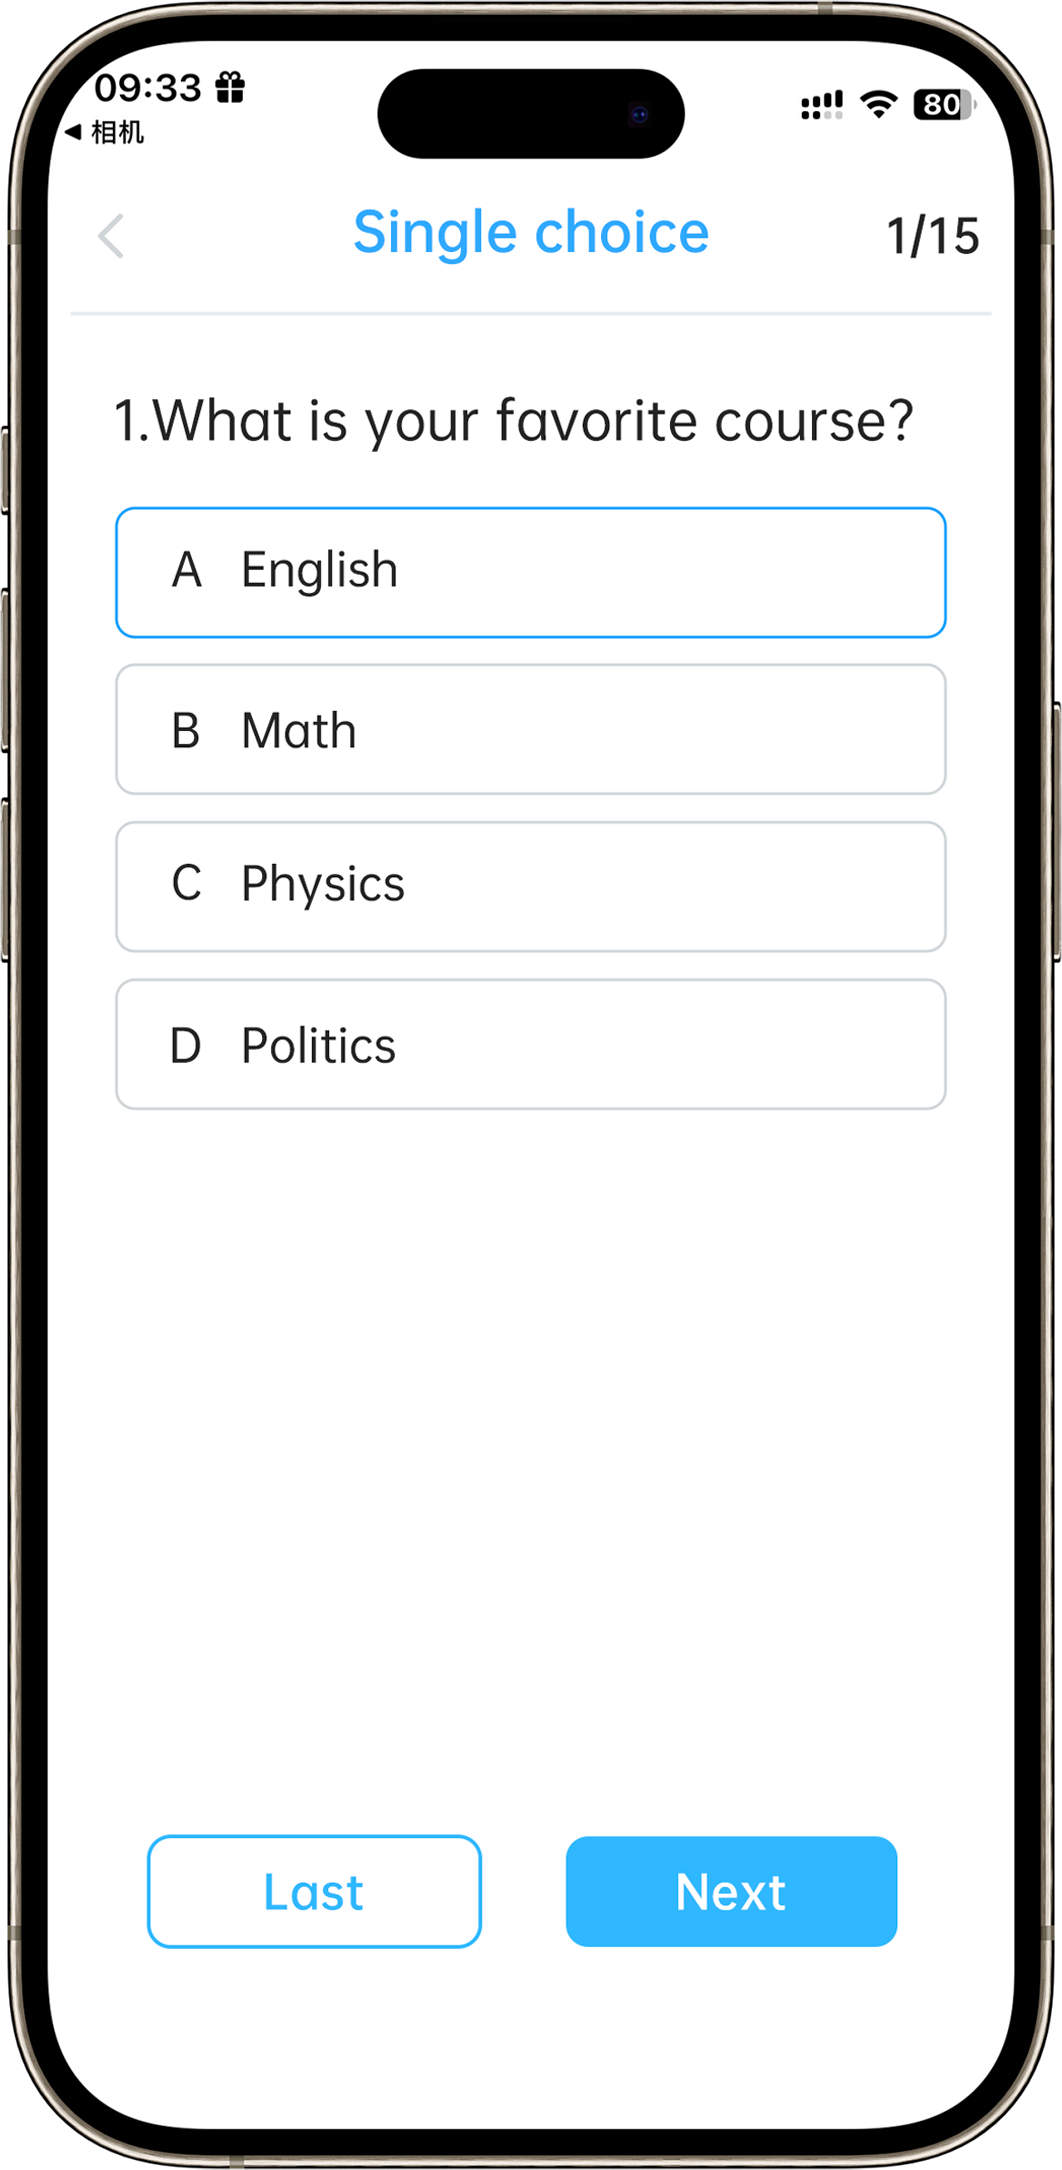 09:33
80
◀ 相机
Single choice
1/15
1.What is your favorite course?
A English
B Math
C Physics
D Politics
Last
Next